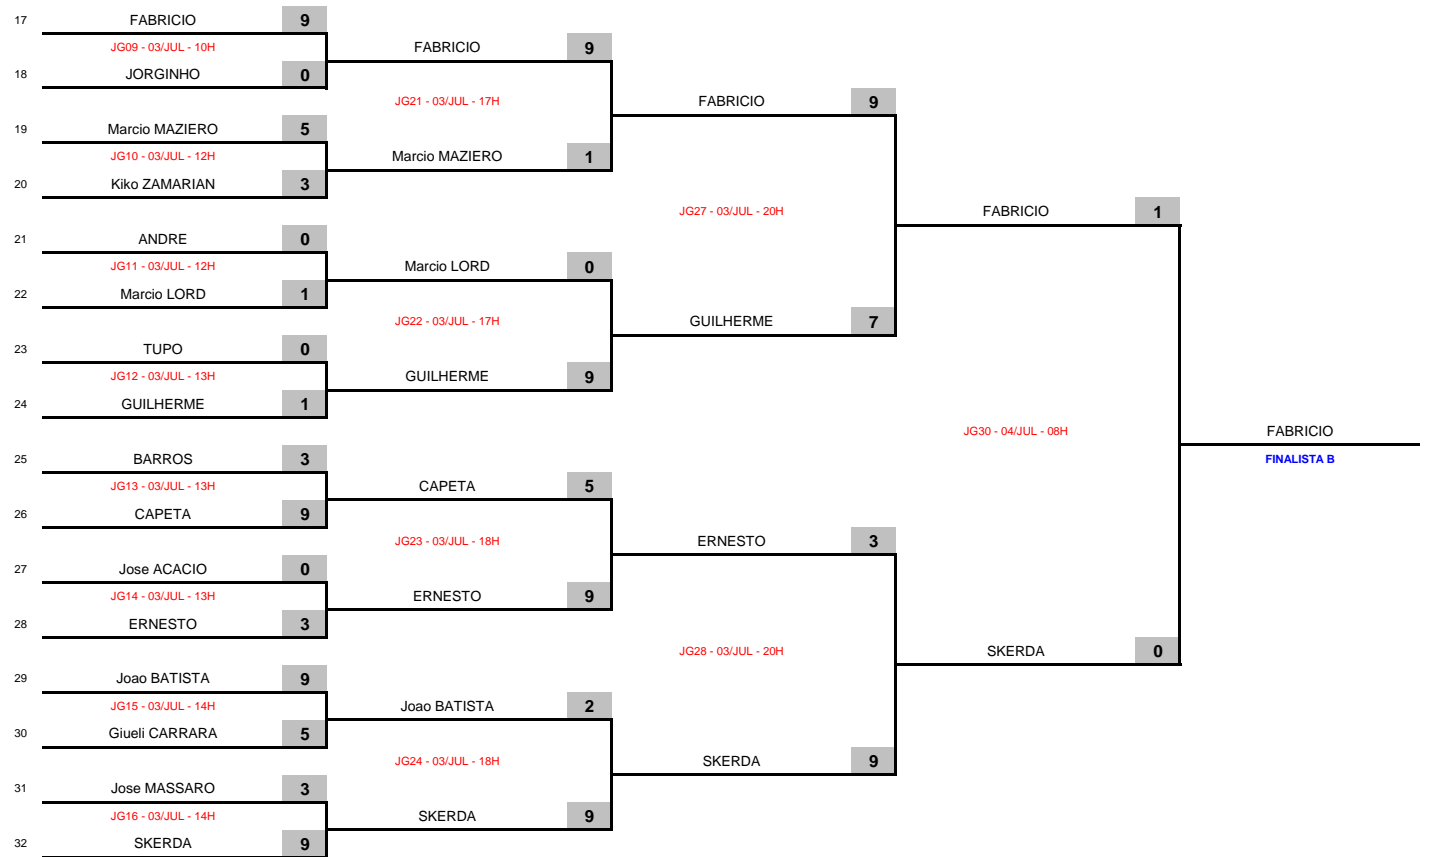 17 FABRICIO 9
JG09 - 03/JUL - 10H
FABRICIO 9
18 JORGINHO 0
JG21 - 03/JUL - 17H
FABRICIO 9
19 Marcio MAZIERO 5
JG10 - 03/JUL - 12H
Marcio MAZIERO 1
20 Kiko ZAMARIAN 3
JG27 - 03/JUL - 20H
FABRICIO 1
21 ANDRE 0
JG11 - 03/JUL - 12H
Marcio LORD 0
22 Marcio LORD 1
JG22 - 03/JUL - 17H
GUILHERME 7
23 TUPO 0
JG12 - 03/JUL - 13H
GUILHERME 9
24 GUILHERME 1
JG30 - 04/JUL - 08H
FABRICIO
FINALISTA B
25 BARROS 3
JG13 - 03/JUL - 13H
CAPETA 5
26 CAPETA 9
JG23 - 03/JUL - 18H
ERNESTO 3
27 Jose ACACIO 0
JG14 - 03/JUL - 13H
ERNESTO 9
28 ERNESTO 3
JG28 - 03/JUL - 20H
SKERDA 0
29 Joao BATISTA 9
JG15 - 03/JUL - 14H
Joao BATISTA 2
30 Giueli CARRARA 5
JG24 - 03/JUL - 18H
SKERDA 9
31 Jose MASSARO 3
JG16 - 03/JUL - 14H
SKERDA 9
32 SKERDA 9